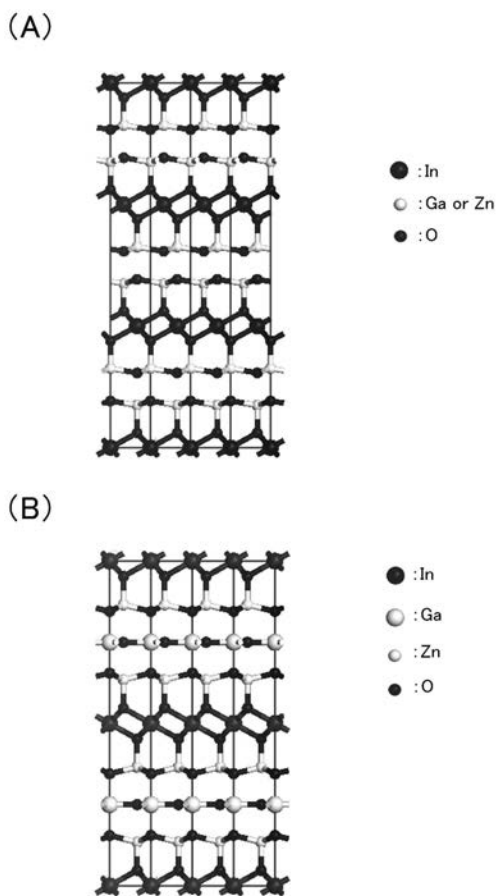 (A)
:In
:Ga or Zn
:O
(B)
:In
:Ga
:Zn
:O